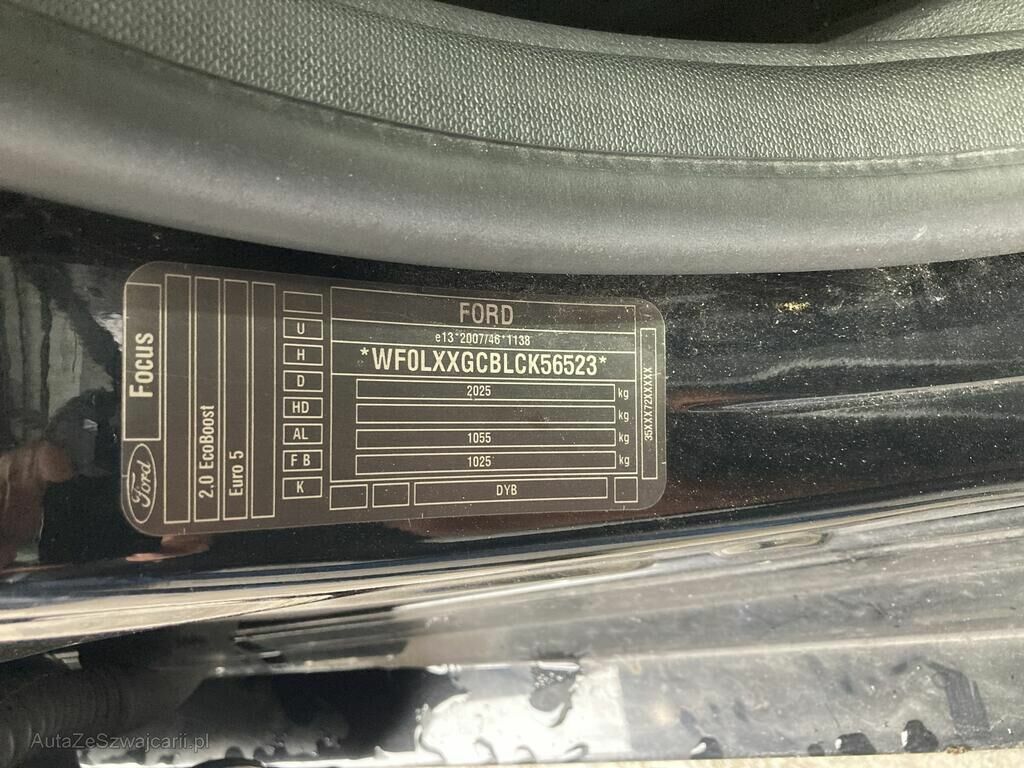 Focus
Ford
2.0 EcoBoost
Euro 5
U
H
D
HD
AL
F B
K
FORD
e13*2007/46*1138
*WF0LXXGCBLCK56523*
2025 kg
kg
1055 kg
1025 kg
DYB
35XXX72XXXXX
AutaZeSzwajcarii.pl